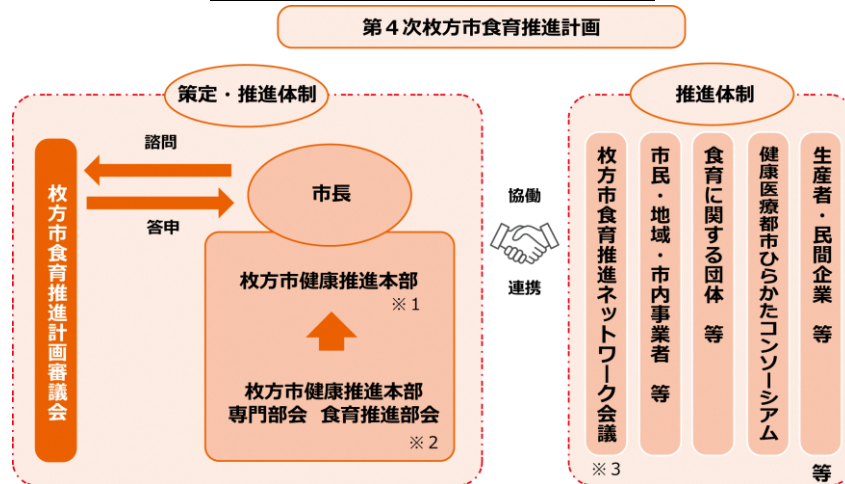 第４次枚方市食育推進計画
策定・推進体制
諮問
答申
枚方市食育推進計画審議会
市長
枚方市健康推進本部
※１
枚方市健康推進本部
専門部会 食育推進部会
※２
協働
連携
推進体制
枚方市食育推進ネットワーク会議
※３
市民・地域・市内事業者 等
食育に関する団体 等
健康医療都市ひらかたコンソーシアム
生産者・民間企業 等
等